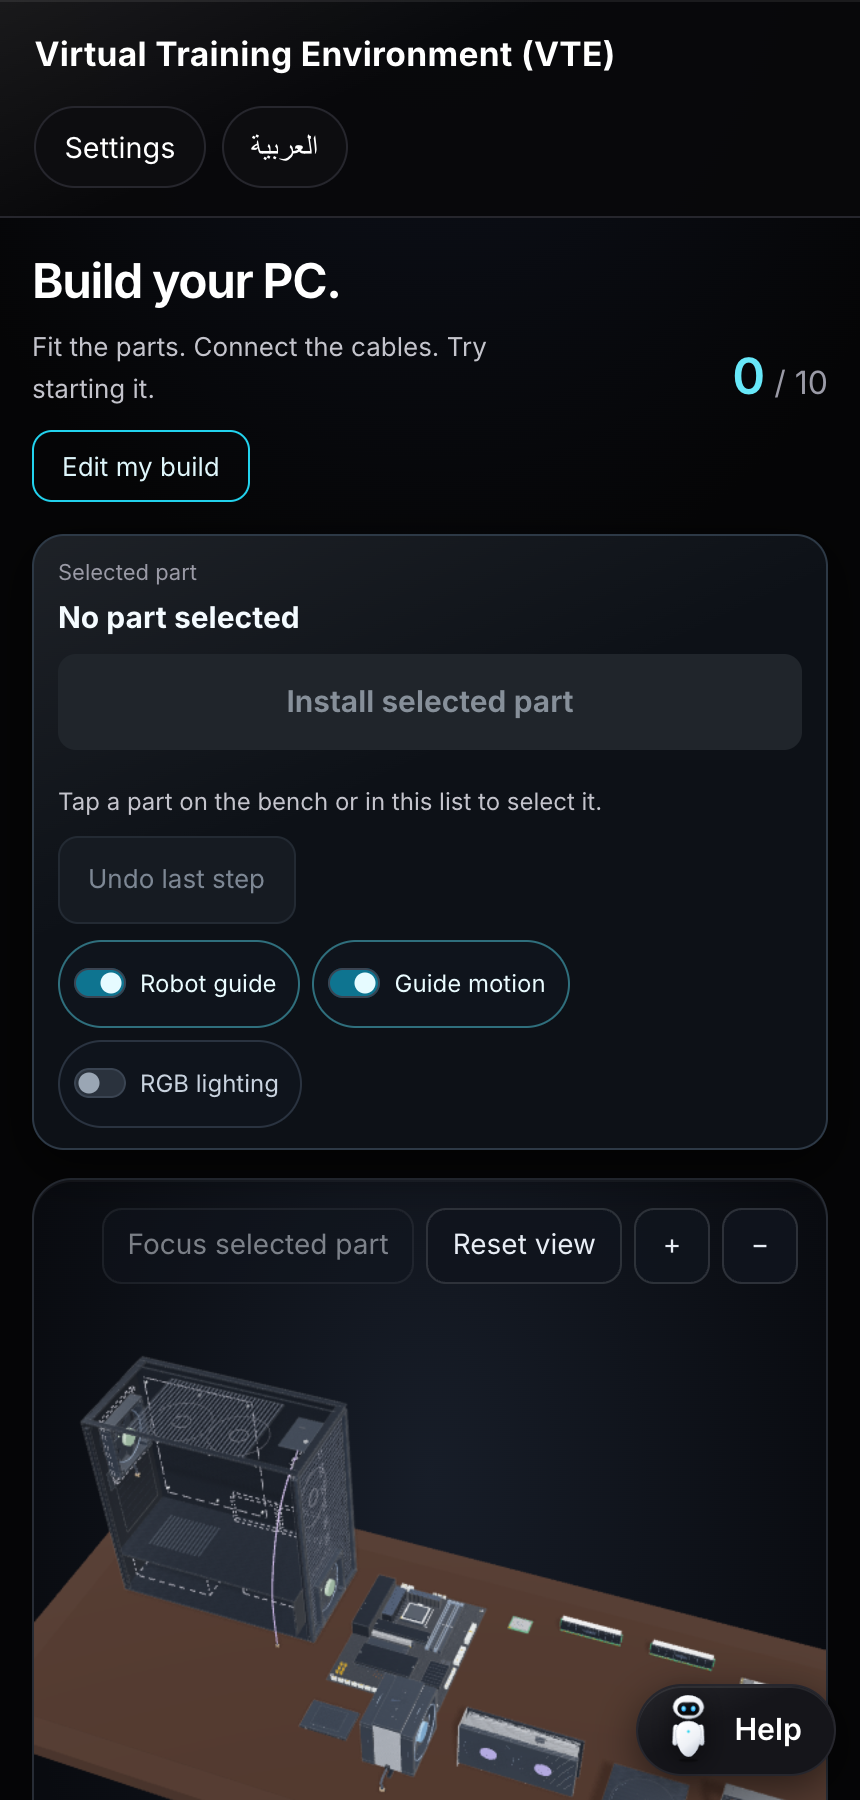 Virtual Training Environment (VTE)
Settings
العربية
Build your PC.
Fit the parts. Connect the cables. Try
starting it.
0 / 10
Edit my build
Selected part
No part selected
Install selected part
Tap a part on the bench or in this list to select it.
Undo last step
Robot guide
Guide motion
RGB lighting
Focus selected part
Reset view
+
−
Help